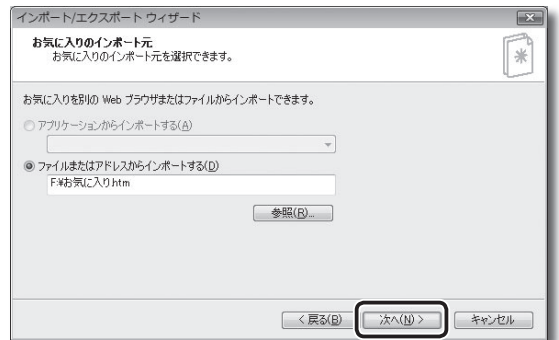 インポート/エクスポート ウィザード
お気に入りのインポート元
お気に入りのインポート元を選択できます。
お気に入りを別の Web ブラウザまたはファイルからインポートできます。
アプリケーションからインポートする(A)
ファイルまたはアドレスからインポートする(D)
F:¥お気に入り.htm
参照(R)...
< 戻る(B)
次へ(N) >
キャンセル